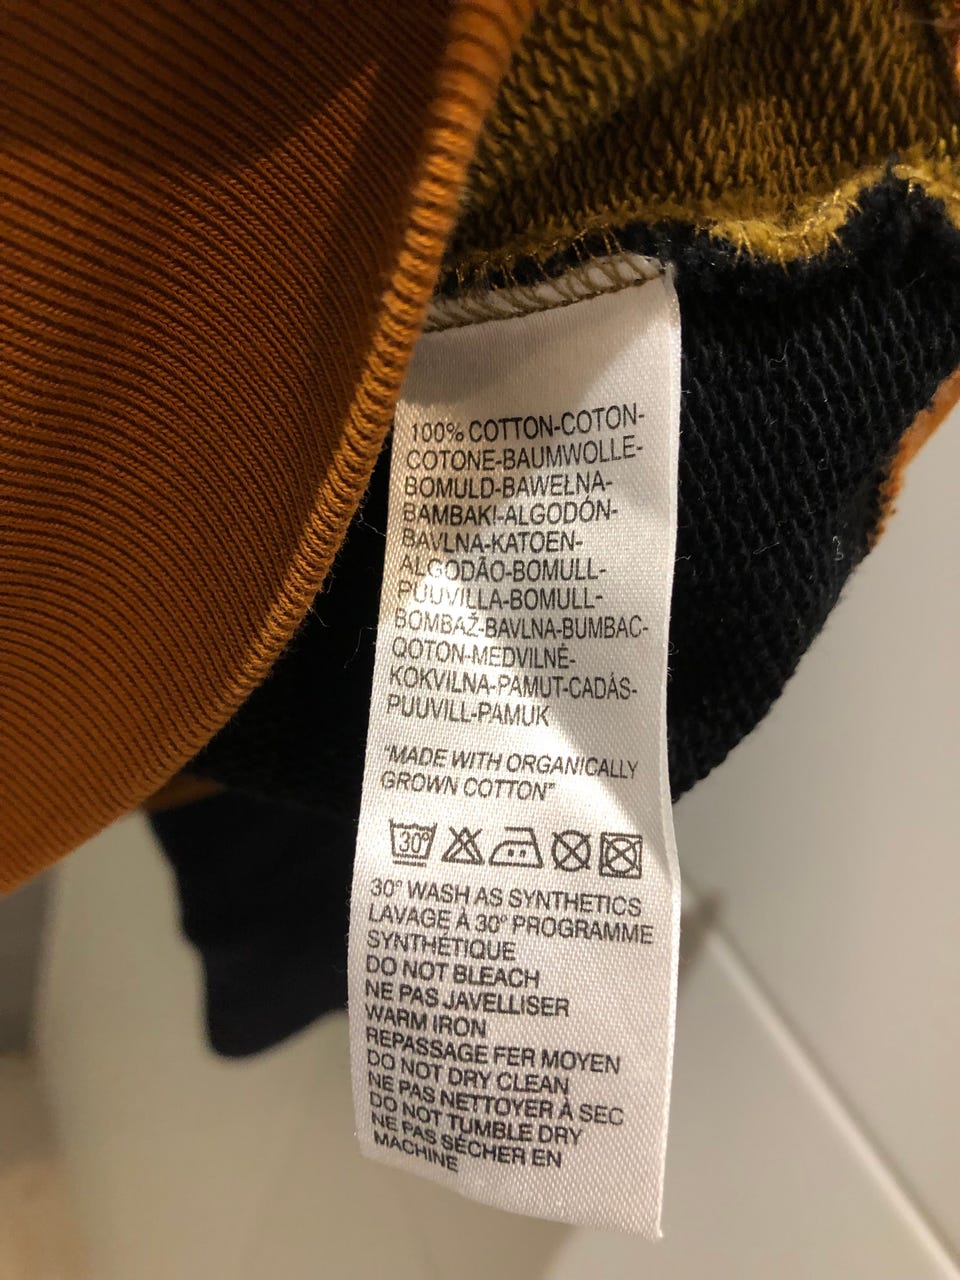 100% COTTON-COTON-
COTONE-BAUMWOLLE-
BOMULD-BAWEŁNA-
BAMBAKI-ALGODÓN-
BAVLNA-KATOEN-
ALGODÃO-BOMULL-
PUUVILLA-BOMULL-
BOMBAŽ-BAVLNA-BUMBAC-
QOTON-MEDVILNĖ-
KOKVILNA-PAMUT-CADÁS-
PUUVILL-PAMUK
"MADE WITH ORGANICALLY
GROWN COTTON"
30°
30° WASH AS SYNTHETICS
LAVAGE À 30° PROGRAMME
SYNTHÉTIQUE
DO NOT BLEACH
NE PAS JAVELLISER
WARM IRON
REPASSAGE FER MOYEN
DO NOT DRY CLEAN
NE PAS NETTOYER À SEC
DO NOT TUMBLE DRY
NE PAS SÉCHER EN
MACHINE